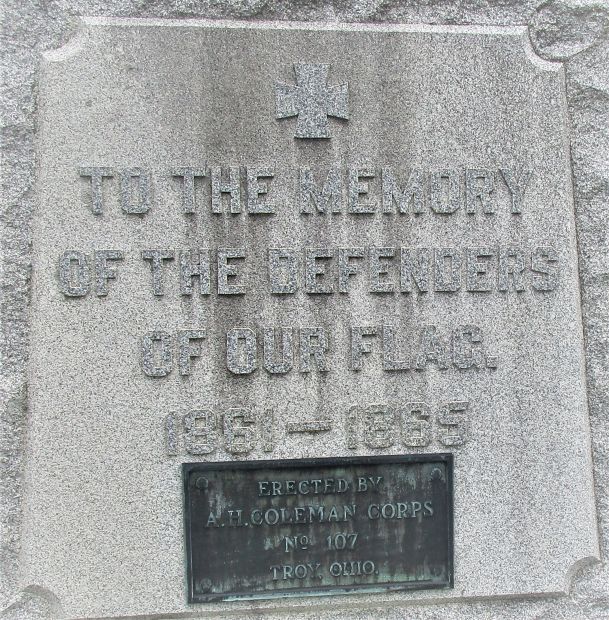 TO THE MEMORY
OF THE DEFENDERS
OF OUR FLAG.
1861-1865
ERECTED BY
A.H. COLEMAN CORPS
Nº 107
TROY, OHIO.